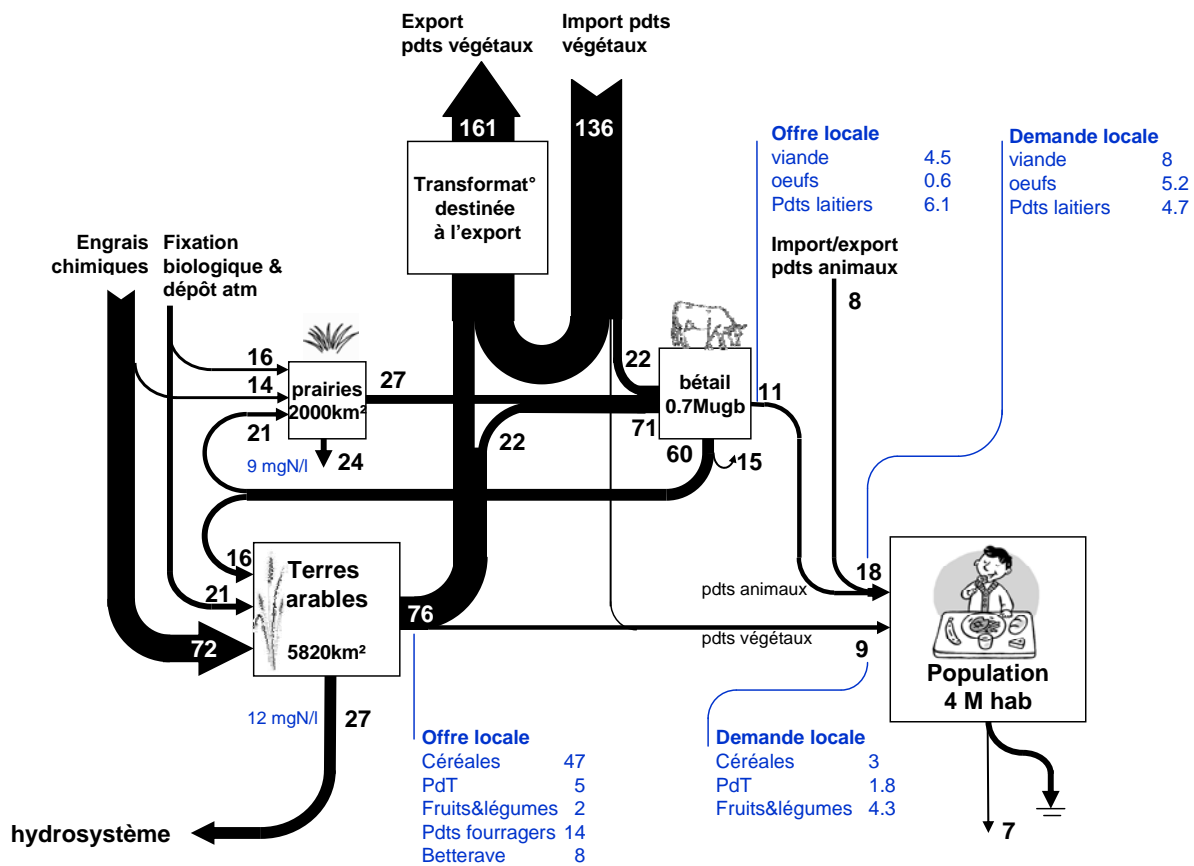 Export
pdts végétaux
Import pdts
végétaux
161
136
Transformat°
destinée
à l'export
Offre locale
viande 4.5
oeufs 0.6
Pdts laitiers 6.1
Demande locale
viande 8
oeufs 5.2
Pdts laitiers 4.7
Engrais
chimiques
Fixation
biologique &
dépôt atm
Import/export
pdts animaux
8
16
14
21
prairies
2000km²
27
9 mgN/l
24
22
22
71
bétail
0.7Mugb
11
60
15
16
21
72
Terres
arables
5820km²
76
18
pdts animaux
pdts végétaux
9
Population
4 M hab
12 mgN/l
27
7
Offre locale
Céréales 47
PdT 5
Fruits&légumes 2
Pdts fourragers 14
Betterave 8
Demande locale
Céréales 3
PdT 1.8
Fruits&légumes 4.3
hydrosystème